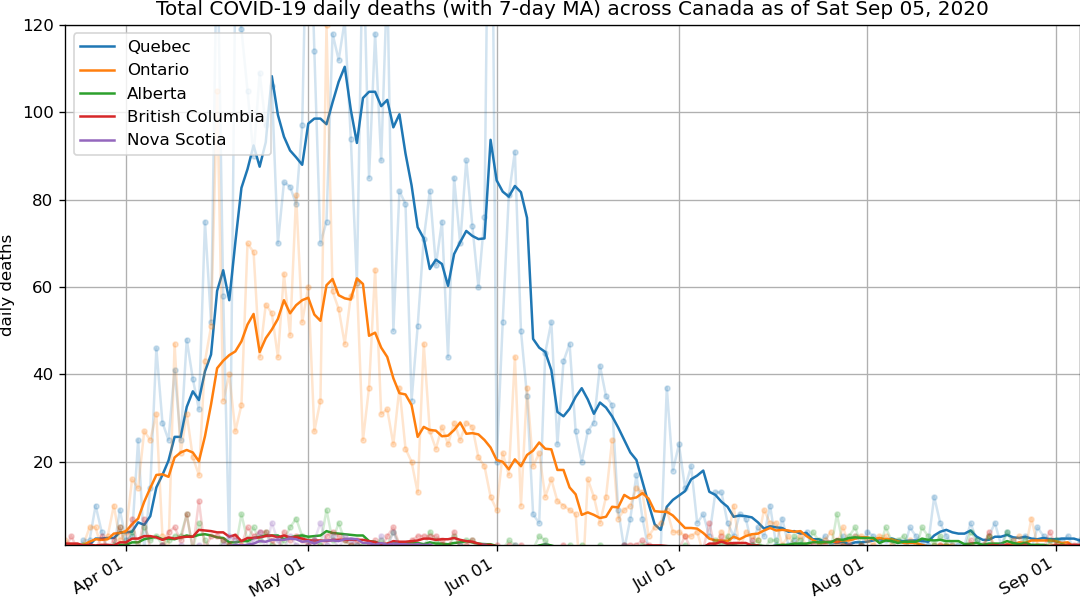 Total COVID-19 daily deaths (with 7-day MA) across Canada as of Sat Sep 05, 2020
120
100
80
60
40
20
daily deaths
Quebec
Ontario
Alberta
British Columbia
Nova Scotia
Apr 01
May 01
Jun 01
Jul 01
Aug 01
Sep 01